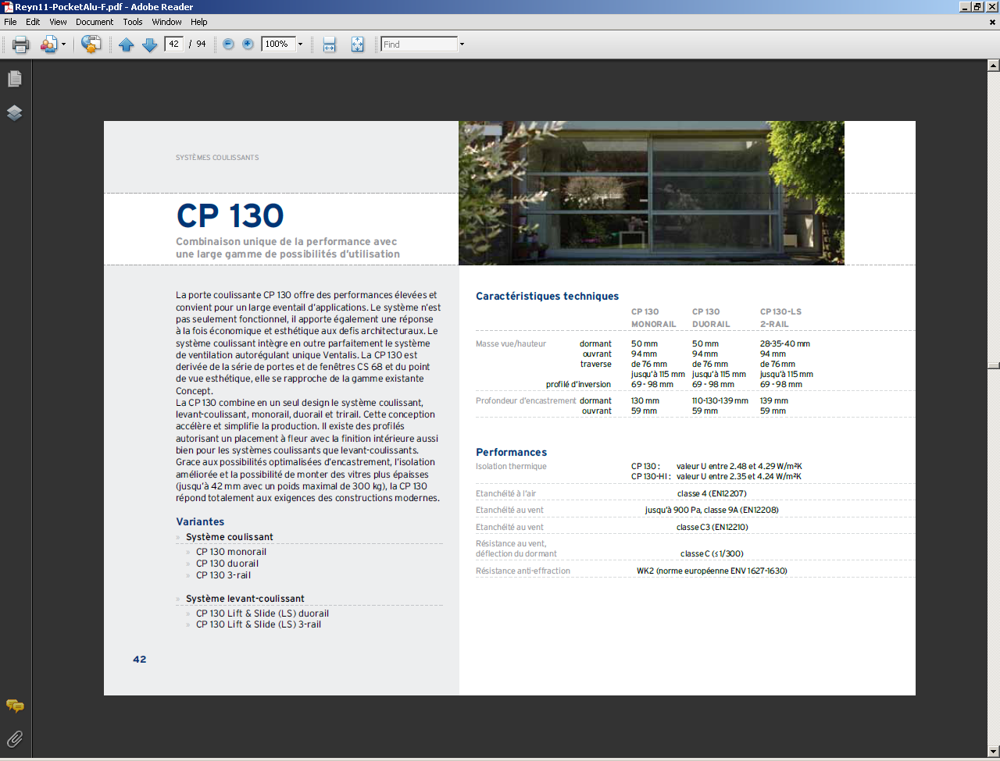 Reyn11-PocketAlu-F.pdf - Adobe Reader
File Edit View Document Tools Window Help
42 / 94 100% Find
SYSTÈMES COULISSANTS
CP 130
Combinaison unique de la performance avec
une large gamme de possibilités d'utilisation
La porte coulissante CP 130 offre des performances élevées et
convient pour un large eventail d'applications. Le système n'est
pas seulement fonctionnel, il apporte également une réponse
à la fois économique et esthétique aux defis architecturaux. Le
système coulissant intègre en outre parfaitement le système
de ventilation autorégulant unique Ventalis. La CP 130 est
derivée de la série de portes et de fenêtres CS 68 et du point
de vue esthétique, elle se rapproche de la gamme existante
Concept.
La CP 130 combine en un seul design le système coulissant,
levant-coulissant, monorail, duorail et trirail. Cette conception
accélère et simplifie la production. Il existe des profilés
autorisant un placement à fleur avec la finition intérieure aussi
bien pour les systèmes coulissants que levant-coulissants.
Grace aux possibilités optimalisées d'encastrement, l'isolation
améliorée et la possibilité de monter des vitres plus épaisses
(jusqu'à 42 mm avec un poids maximal de 300 kg), la CP 130
répond totalement aux exigences des constructions modernes.
Variantes
» Système coulissant
» CP 130 monorail
» CP 130 duorail
» CP 130 3-rail
» Système levant-coulissant
» CP 130 Lift & Slide (LS) duorail
» CP 130 Lift & Slide (LS) 3-rail
42
Caractéristiques techniques
CP 130 CP 130 CP 130-LS
MONORAIL DUORAIL 2-RAIL
Masse vue/hauteur dormant 50 mm 50 mm 28-35-40 mm
ouvrant 94 mm 94 mm 94 mm
traverse de 76 mm de 76 mm de 76 mm
jusqu'à 115 mm jusqu'à 115 mm jusqu'à 115 mm
profilé d'inversion 69 - 98 mm 69 - 98 mm 69 - 98 mm
Profondeur d'encastrement dormant 130 mm 110-130-139 mm 139 mm
ouvrant 59 mm 59 mm 59 mm
Performances
Isolation thermique CP 130 : valeur U entre 2.48 et 4.29 W/m²K
CP 130-HI : valeur U entre 2.35 et 4.24 W/m²K
Etanchéité à l'air classe 4 (EN12207)
Etanchéité au vent jusqu'à 900 Pa, classe 9A (EN12208)
Etanchéité au vent classe C3 (EN12210)
Résistance au vent,
déflection du dormant classe C (≤ 1/300)
Résistance anti-effraction WK2 (norme européenne ENV 1627-1630)